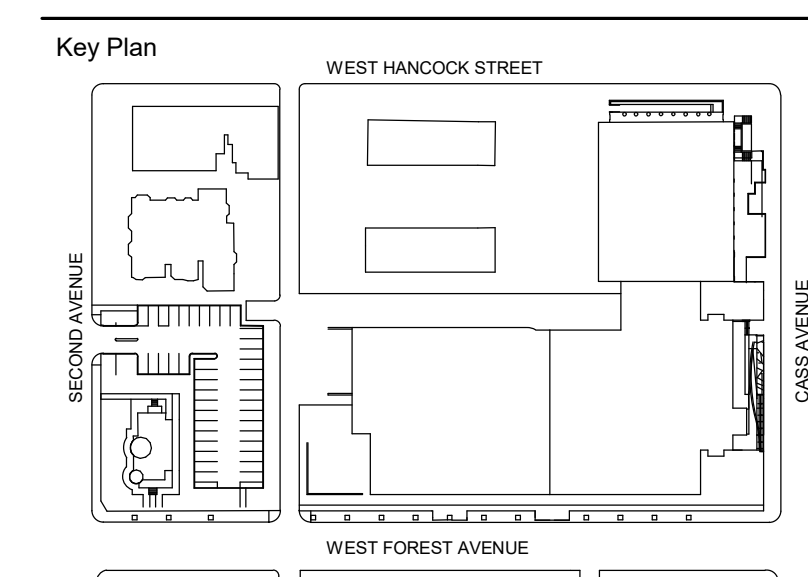 Key Plan
WEST HANCOCK STREET
SECOND AVENUE
CASS AVENUE
WEST FOREST AVENUE